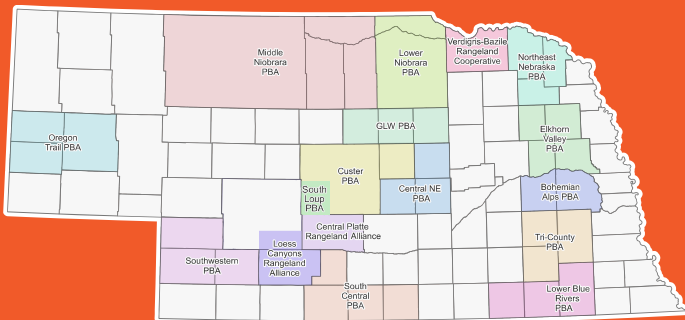 Middle
Niobrara
PBA
Lower
Niobrara
PBA
Verdigris-Bazile
Rangeland
Cooperative
Northeast
Nebraska
PBA
Oregon
Trail PBA
GLW PBA
Elkhorn
Valley
PBA
Custer
PBA
South
Loup
PBA
Central NE
PBA
Bohemian
Alps PBA
Central Platte
Rangeland Alliance
Tri-County
PBA
Southwestern
PBA
Loess
Canyons
Rangeland
Alliance
South
Central
PBA
Lower Blue
Rivers
PBA